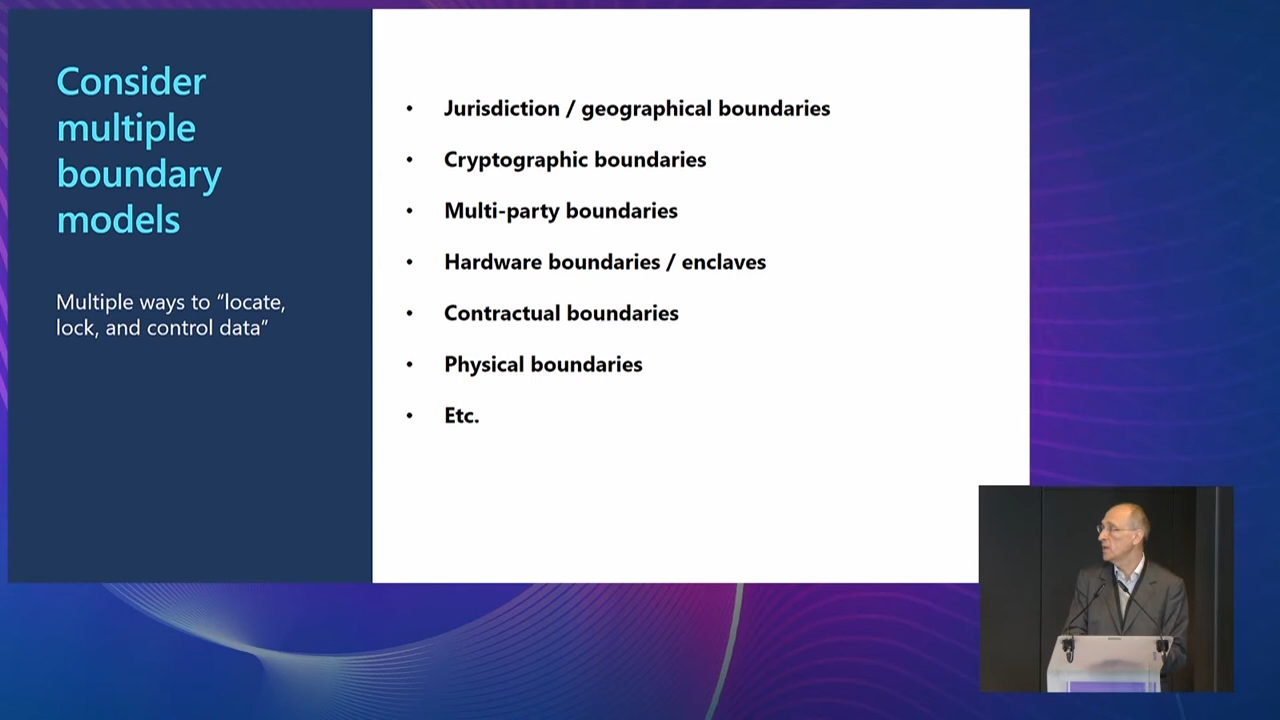 Consider
multiple
boundary
models
Multiple ways to “locate,
lock, and control data”
• Jurisdiction / geographical boundaries
• Cryptographic boundaries
• Multi-party boundaries
• Hardware boundaries / enclaves
• Contractual boundaries
• Physical boundaries
• Etc.